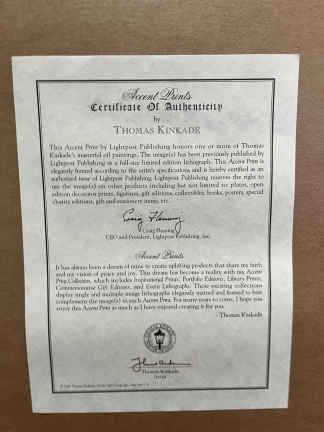 Accent Prints
Certificate Of Authenticity
by
THOMAS KINKADE
This Accent Print by Lightpost Publishing honors one or more of Thomas
Kinkade's masterful oil paintings. The image(s) has been previously published by
Lightpost Publishing as a full-size limited edition lithograph. This Accent Print is
elegantly framed according to the artist's specifications and is hereby certified as an
authorized issue of Lightpost Publishing. Lightpost Publishing reserves the right to
use the image(s) on other products including but not limited to: plates, open
edition decorator prints, figurines, gift editions, collectibles, books, posters, special
charity editions, gift and stationery items, etc.
Craig Fleming
Craig Fleming
CEO and President, Lightpost Publishing, Inc.
Accent Prints
It has always been a dream of mine to create uplifting products that share my faith
and my vision of peace and joy. This dream has become a reality with my Accent
Print Collection, which includes Inspirational Prints, Portfolio Editions, Library Prints,
Commemorative Gift Editions, and Event Lithographs. These exciting collections
display single and multiple image lithographs elegantly matted and framed to best
compliment the image(s) in each Accent Print. For many years to come, I hope you
enjoy this Accent Print as much as I have enjoyed creating it for you.
- Thomas Kinkade
Thomas Kinkade
Thomas Kinkade
Artist